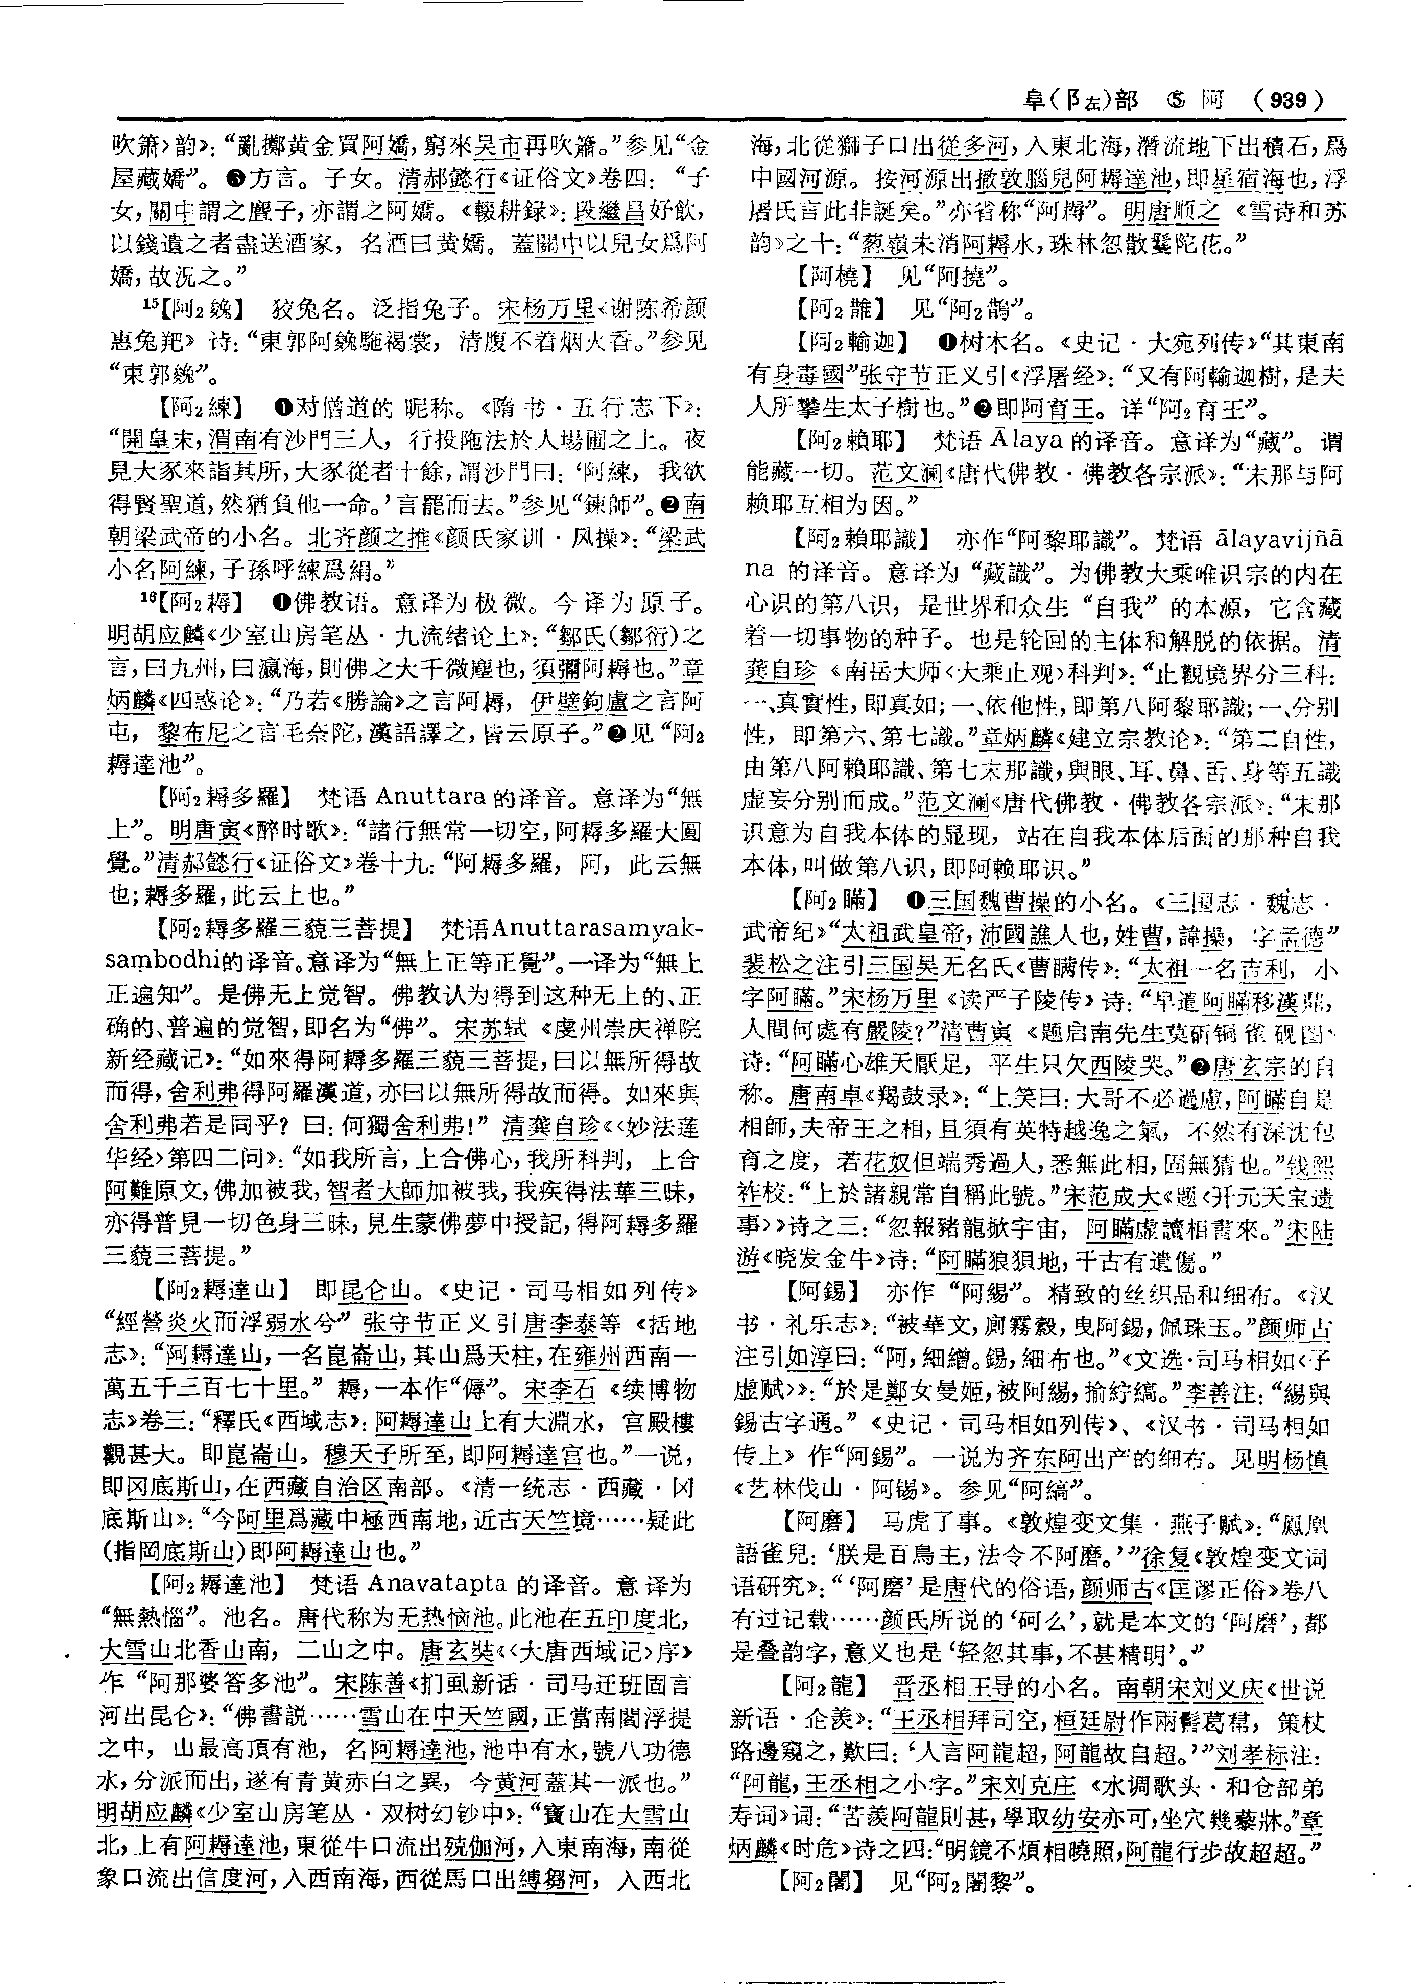 阜(阝左)部 ⑤ 阿 (939)
吹箫〉韵》：“亂擲黄金買阿嬌，窮來吴市再吹簫。”参见“金
屋藏嬌”。❸方言。子女。清郝懿行《证俗文》卷四：“子
女，關中謂之麑子，亦謂之阿嬌。《輟耕録》：段繼昌好飲，
以錢遺之者盡送酒家，名酒曰黄嬌。蓋關中以兒女爲阿
嬌，故況之。”
15【阿₂㕙】 狡兔名。泛指兔子。宋杨万里《谢陈希颜
惠兔羓》诗：“東郭阿㕙駞褐裳，清腹不着烟火香。”参见
“東郭㕙”。
【阿₂練】 ❶对僧道的昵称。《隋书·五行志下》：
“開皇末，渭南有沙門三人，行投陁法於人場圃之上。夜
見大豕來詣其所，大豕從者十餘，謂沙門曰：‘阿練，我欲
得賢聖道，然猶負他一命。’言罷而去。”参见“鍊師”。❷南
朝梁武帝的小名。北齐颜之推《颜氏家训·风操》：“梁武
小名阿練，子孫呼練爲絹。”
16【阿₂耨】 ❶佛教语。意译为极微。今译为原子。
明胡应麟《少室山房笔丛·九流绪论上》：“鄒氏(鄒衍)之
言，曰九州，曰瀛海，則佛之大千微塵也，須彌阿耨也。”章
炳麟《四惑论》：“乃若《勝論》之言阿耨，伊壁鉤盧之言阿
屯，黎布尼之言毛奈陀，漢語譯之，皆云原子。”❷见“阿₂
耨達池”。
【阿₂耨多羅】 梵语 Anuttara 的译音。意译为“無
上”。明唐寅《醉时歌》：“諸行無常一切空，阿耨多羅大圓
覺。”清郝懿行《证俗文》卷十九：“阿耨多羅，阿，此云無
也；耨多羅，此云上也。”
【阿₂耨多羅三藐三菩提】 梵语Anuttarasamyak-
sambodhi的译音。意译为“無上正等正覺”。一译为“無上
正遍知”。是佛无上觉智。佛教认为得到这种无上的、正
确的、普遍的觉智，即名为“佛”。宋苏轼《虔州崇庆禅院
新经藏记》：“如來得阿耨多羅三藐三菩提，曰以無所得故
而得，舍利弗得阿羅漢道，亦曰以無所得故而得。如來與
舍利弗若是同乎？曰：何獨舍利弗！”清龚自珍《〈妙法莲
华经〉第四二问》：“如我所言，上合佛心，我所科判，上合
阿難原文，佛加被我，智者大師加被我，我疾得法華三昧，
亦得普見一切色身三昧，見生蒙佛夢中授記，得阿耨多羅
三藐三菩提。”
【阿₂耨達山】 即昆仑山。《史记·司马相如列传》
“經營炎火而浮弱水兮”张守节正义引唐李泰等《括地
志》：“阿耨達山，一名崑崙山，其山爲天柱，在雍州西南一
萬五千三百七十里。”耨，一本作“傉”。宋李石《续博物
志》卷三：“釋氏《西域志》：阿耨達山上有大淵水，宫殿樓
觀甚大。即崑崙山。穆天子所至，即阿耨達宫也。”一说，
即冈底斯山，在西藏自治区南部。《清一统志·西藏·冈
底斯山》：“今阿里爲藏中極西南地，近古天竺境……疑此
(指岡底斯山)即阿耨達山也。”
【阿₂耨達池】 梵语 Anavatapta 的译音。意译为
“無熱惱”。池名。唐代称为无热恼池。此池在五印度北，
大雪山北香山南，二山之中。唐玄奘《〈大唐西域记〉序》
作“阿那婆答多池”。宋陈善《扪虱新话·司马迁班固言
河出昆仑》：“佛書説……雪山在中天竺國，正當南閻浮提
之中，山最高頂有池，名阿耨達池，池中有水，號八功德
水，分派而出，遂有青黄赤白之異，今黄河蓋其一派也。”
明胡应麟《少室山房笔丛·双树幻钞中》：“寶山在大雪山
北，上有阿耨達池，東從牛口流出殑伽河，入東南海，南從
象口流出信度河，入西南海，西從馬口出縛芻河，入西北
海，北從獅子口出從多河，入東北海，潛流地下出積石，爲
中國河源。按河源出撒敦腦兒阿耨達池，即星宿海也，浮
屠氏言此非誕矣。”亦省称“阿耨”。明唐顺之《雪诗和苏
韵》之十：“葱嶺未消阿耨水，珠林忽散曼陀花。”
【阿橈】 见“阿撓”。
【阿₂䧿】 见“阿₂鵲”。
【阿₂輸迦】 ❶树木名。《史记·大宛列传》“其東南
有身毒國”张守节正义引《浮屠经》：“又有阿輸迦樹，是夫
人所攀生太子樹也。”❷即阿育王。详“阿₂育王”。
【阿₂賴耶】 梵语 Ālaya 的译音。意译为“藏”。谓
能藏一切。范文澜《唐代佛教·佛教各宗派》：“末那与阿
赖耶互相为因。”
【阿₂賴耶識】 亦作“阿黎耶識”。梵语 ālayavijñā
na 的译音。意译为“藏識”。为佛教大乘唯识宗的内在
心识的第八识，是世界和众生“自我”的本源，它含藏
着一切事物的种子。也是轮回的主体和解脱的依据。清
龚自珍《南岳大师〈大乘止观〉科判》：“止觀境界分三科：
一、真實性，即真如；一、依他性，即第八阿黎耶識；一、分别
性，即第六、第七識。”章炳麟《建立宗教论》：“第二自性，
由第八阿賴耶識、第七末那識，與眼、耳、鼻、舌、身等五識
虚妄分别而成。”范文澜《唐代佛教·佛教各宗派》：“末那
识意为自我本体的显现，站在自我本体后面的那种自我
本体，叫做第八识，即阿赖耶识。”
【阿₂瞞】 ❶三国魏曹操的小名。《三国志·魏志·
武帝纪》“太祖武皇帝，沛國譙人也，姓曹，諱操，字孟德”
裴松之注引三国吴无名氏《曹瞒传》：“太祖一名吉利，小
字阿瞞。”宋杨万里《读严子陵传》诗：“早遣阿瞞移漢鼎，
人間何處有嚴陵？”清曹寅《题启南先生莫斫铜雀砚图》
诗：“阿瞞心雄天厭足，平生只欠西陵哭。”❷唐玄宗的自
称。唐南卓《羯鼓录》：“上笑曰：大哥不必過慮，阿瞞自是
相師，夫帝王之相，且須有英特越逸之氣，不然有深沈包
育之度，若花奴但端秀過人，悉無此相，固無猜也。”钱熙
祚校：“上於諸親常自稱此號。”宋范成大《题〈开元天宝遗
事〉》诗之三：“忽報豬龍掀宇宙，阿瞞虚讀相書來。”宋陆
游《晓发金牛》诗：“阿瞞狼狽地，千古有遺傷。”
【阿錫】 亦作“阿緆”。精致的丝织品和细布。《汉
书·礼乐志》：“被華文，廁霧縠，曳阿錫，佩珠玉。”颜师古
注引如淳曰：“阿，細繒。錫，細布也。”《文选·司马相如〈子
虚赋〉》：“於是鄭女曼姬，被阿緆，揄紵縞。”李善注：“緆與
錫古字通。”《史记·司马相如列传》、《汉书·司马相如
传上》作“阿錫”。一说为齐东阿出产的细布。见明杨慎
《艺林伐山·阿锡》。参见“阿縞”。
【阿磨】 马虎了事。《敦煌变文集·燕子赋》：“鳳凰
語雀兒：‘朕是百鳥主，法令不阿磨。’”徐复《敦煌变文词
语研究》：“‘阿磨’是唐代的俗语，颜师古《匡谬正俗》卷八
有过记载……颜氏所说的‘砢么’，就是本文的‘阿磨’，都
是叠韵字，意义也是‘轻忽其事，不甚精明’。”
【阿₂龍】 晋丞相王导的小名。南朝宋刘义庆《世说
新语·企羡》：“王丞相拜司空，桓廷尉作兩髻葛帬，策杖
路邊窺之，歎曰：‘人言阿龍超，阿龍故自超。’”刘孝标注：
“阿龍，王丞相之小字。”宋刘克庄《水调歌头·和仓部弟
寿词》词：“苦羡阿龍則甚，學取幼安亦可，坐穴幾藜牀。”章
炳麟《时危》诗之四：“明鏡不煩相曉照，阿龍行步故超超。”
【阿₂闍】 见“阿₂闍黎”。